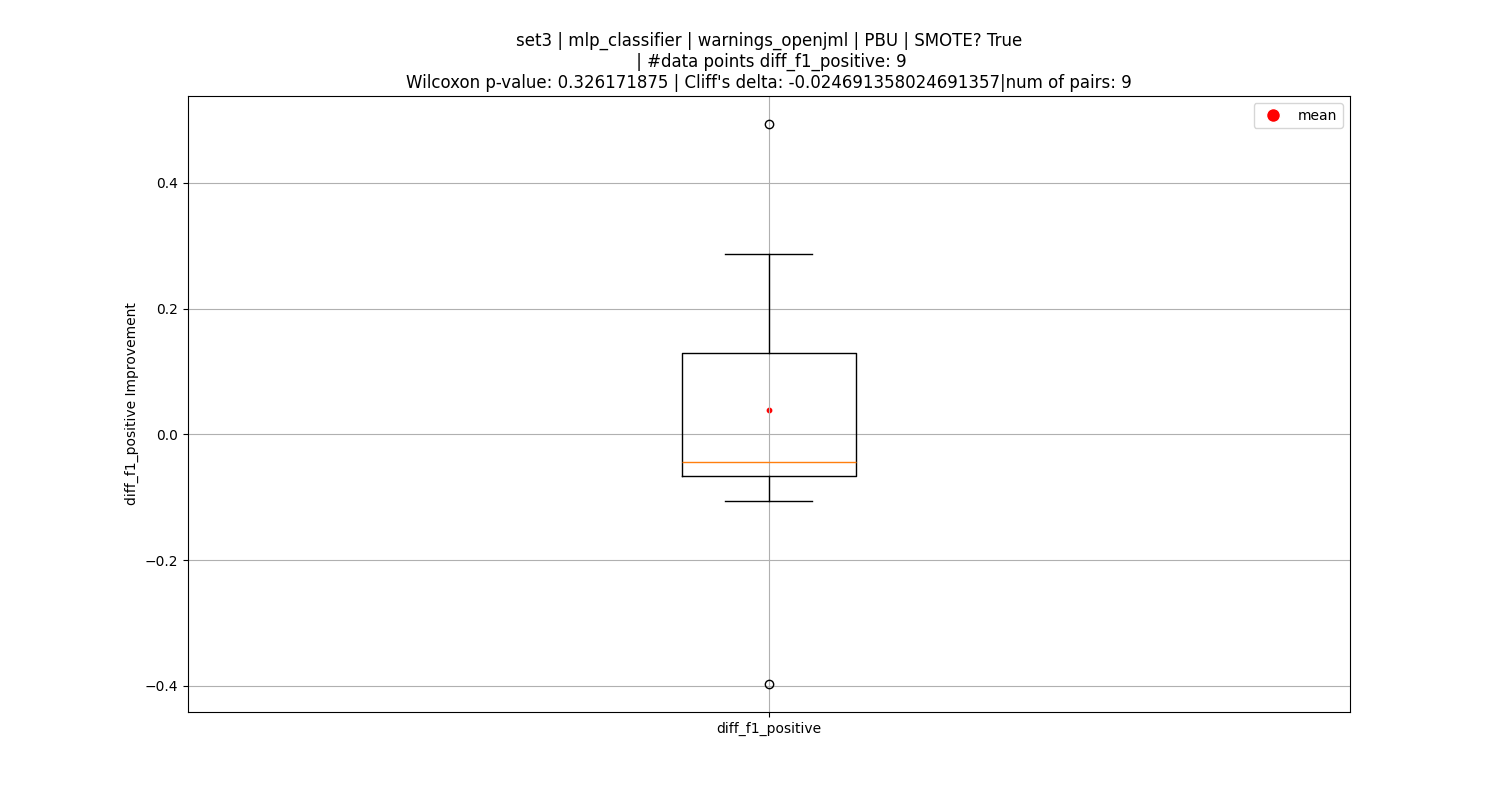 set3 | mlp_classifier | warnings_openjml | PBU | SMOTE? True
| #data points diff_f1_positive: 9
Wilcoxon p-value: 0.326171875 | Cliff's delta: -0.024691358024691357|num of pairs: 9
mean
0.4
0.2
0.0
−0.2
−0.4
diff_f1_positive Improvement
diff_f1_positive